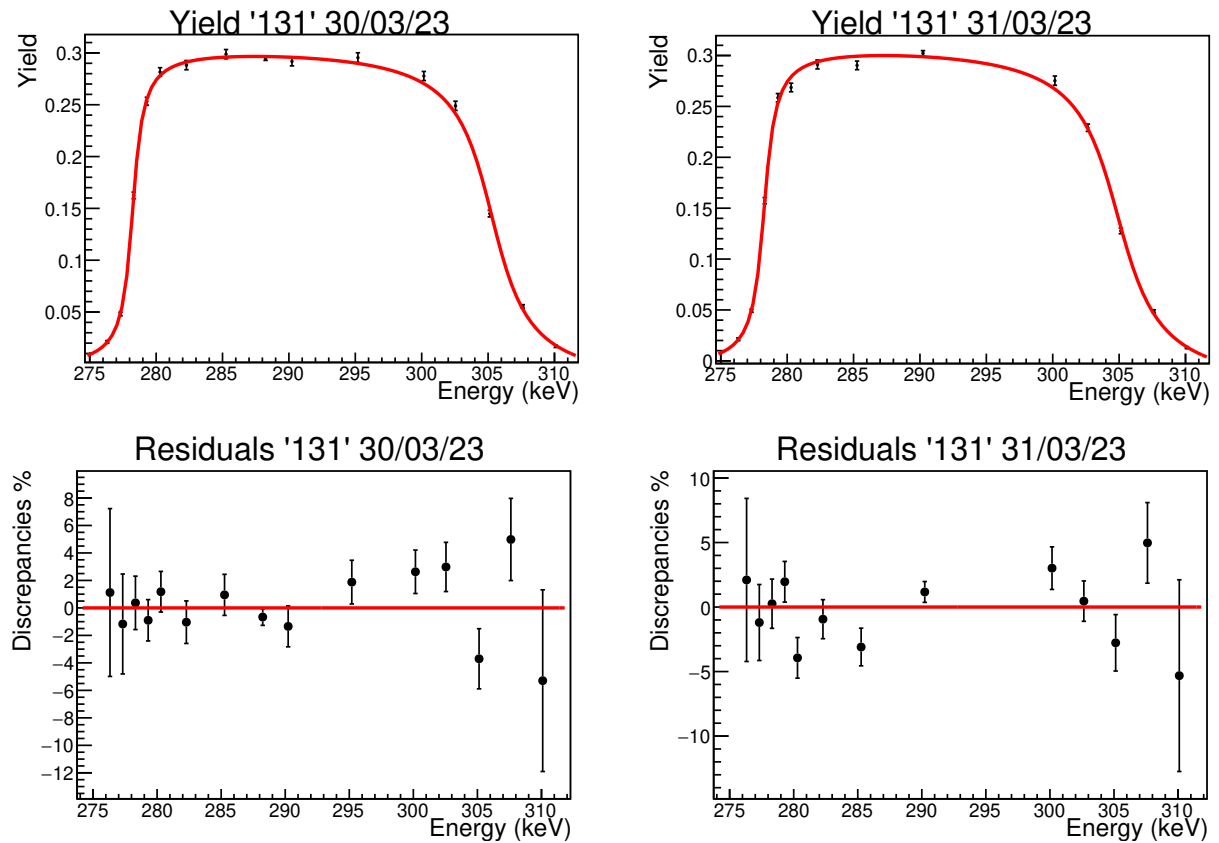 Yield '131' 30/03/23
Yield
0.3
0.25
0.2
0.15
0.1
0.05
275 280 285 290 295 300 305 310
Energy (keV)
Yield '131' 31/03/23
Yield
0.3
0.25
0.2
0.15
0.1
0.05
0
275 280 285 290 295 300 305 310
Energy (keV)
Residuals '131' 30/03/23
Discrepancies %
8
6
4
2
0
−2
−4
−6
−8
−10
−12
275 280 285 290 295 300 305 310
Energy (keV)
Residuals '131' 31/03/23
Discrepancies %
10
5
0
−5
−10
275 280 285 290 295 300 305 310
Energy (keV)